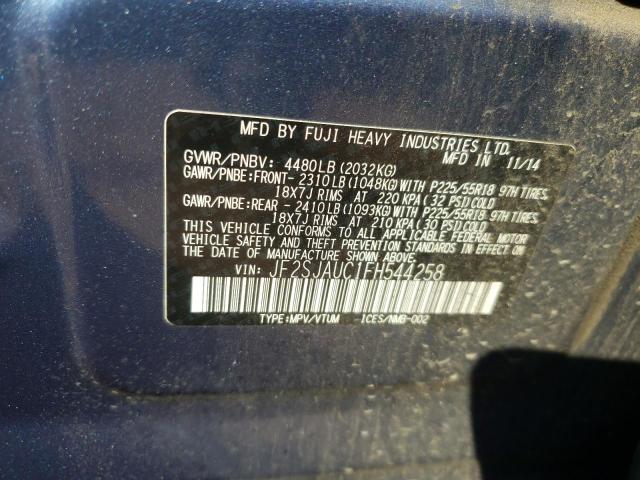 MFD BY FUJI HEAVY INDUSTRIES LTD.
MFD IN 11/14
GVWR/PNBV: 4480LB(2032KG)
GAWR/PNBE:FRONT-2310LB(1048KG)WITH P225/55R18 97H TIRES,
18X7J RIMS AT 220 KPA(32 PSI)COLD
GAWR/PNBE:REAR -2410LB(1093KG)WITH P225/55R18 97H TIRES,
18X7J RIMS AT 210 KPA(30 PSI)COLD
THIS VEHICLE CONFORMS TO ALL APPLICABLE FEDERAL MOTOR
VEHICLE SAFETY AND THEFT PREVENTION STANDARDS IN EFFECT ON
THE DATE OF MANUFACTURE SHOWN ABOVE.
VIN: JF2SJAUC1FH544258
TYPE:MPV/VTUM -ICES/NMB-002